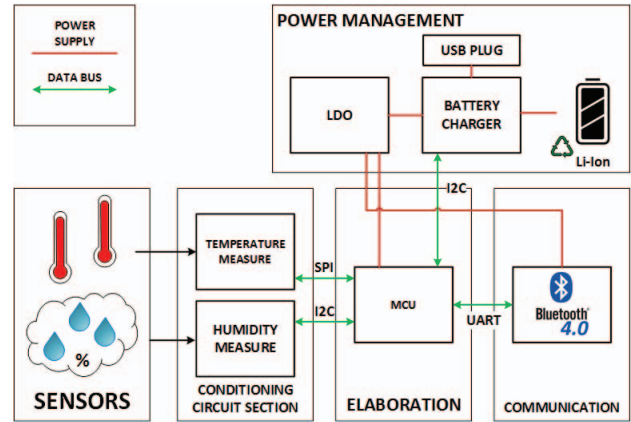 POWER
SUPPLY
DATA BUS
POWER MANAGEMENT
USB PLUG
LDO
BATTERY
CHARGER
Li-Ion
I2C
TEMPERATURE
MEASURE
SPI
I2C
HUMIDITY
MEASURE
MCU
UART
Bluetooth®
4.0
%
SENSORS
CONDITIONING
CIRCUIT SECTION
ELABORATION
COMMUNICATION